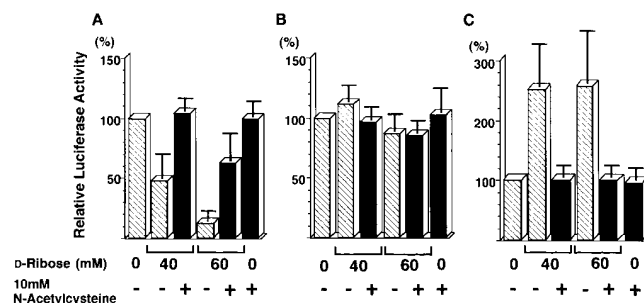 A B C
(%) (%) (%)
150 150 300
100 100 200
50 50 100
Relative Luciferase Activity
D-Ribose (mM) 0 40 60 0 0 40 60 0 0 40 60 0
10mM
N-Acetylcysteine - - + - + + - - + - + + - - + - + +